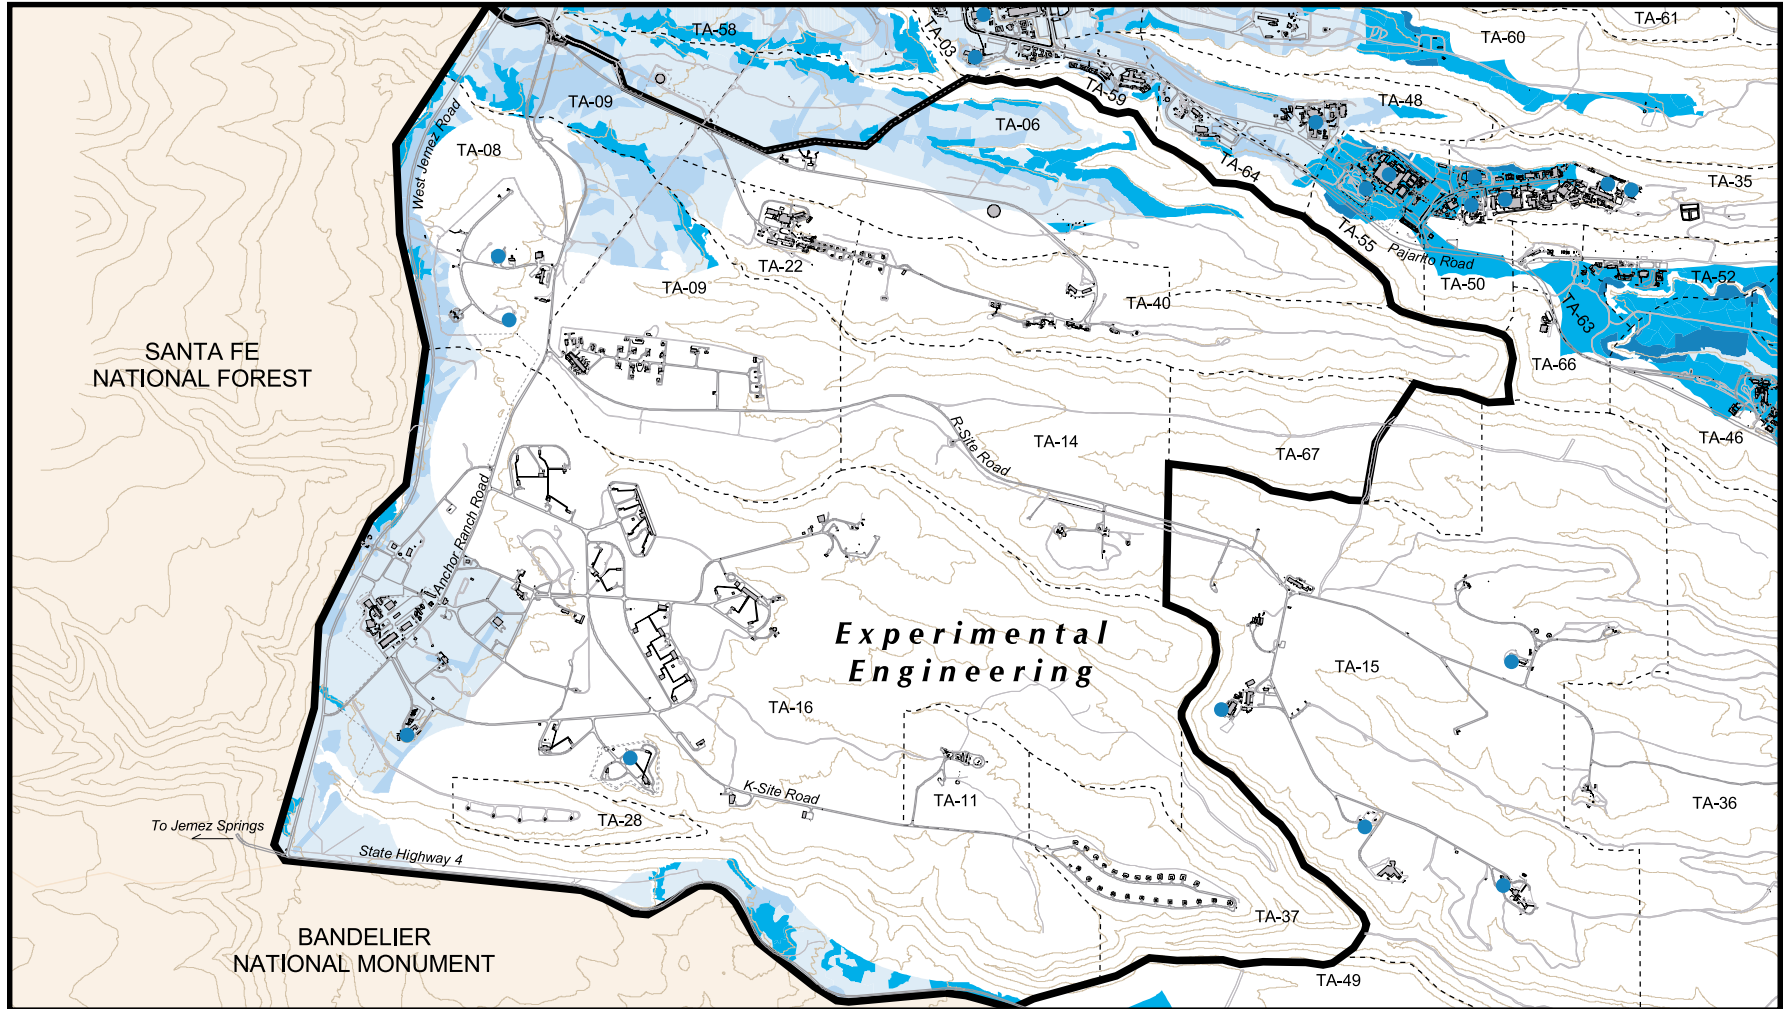 TA-58
TA-03
TA-61
TA-60
TA-59
TA-09
TA-48
TA-06
West Jemez Road
TA-08
TA-64
TA-35
TA-55
Pajarito Road
TA-22
TA-09
TA-50
TA-52
TA-40
TA-63
SANTA FE
NATIONAL FOREST
TA-66
R-Site Road
TA-14
TA-67
TA-46
Anchor Ranch Road
Experimental
Engineering
TA-15
TA-16
K-Site Road
TA-11
TA-36
TA-28
To Jemez Springs
State Highway 4
TA-37
BANDELIER
NATIONAL MONUMENT
TA-49